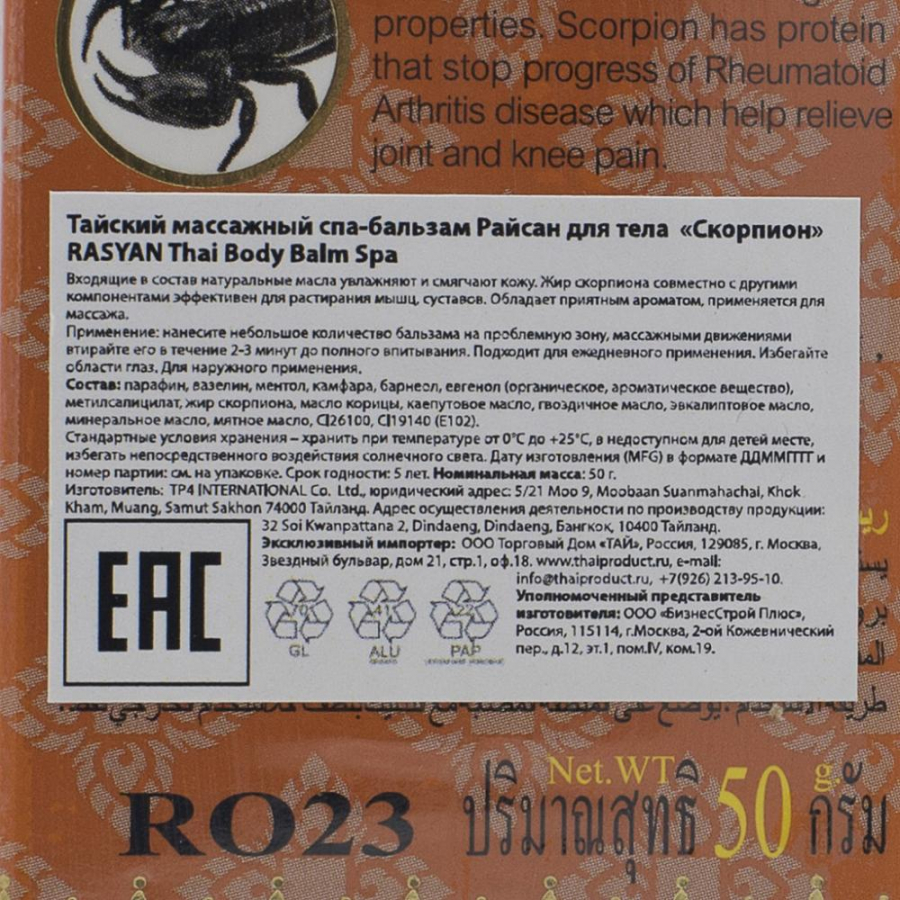 properties. Scorpion has protein
that stop progress of Rheumatoid
Arthritis disease which help relieve
joint and knee pain.
Тайский массажный спа-бальзам Райсан для тела «Скорпион»
RASYAN Thai Body Balm Spa
Входящие в состав натуральные масла увлажняют и смягчают кожу. Жир скорпиона совместно с другими
компонентами эффективен для растирания мышц, суставов. Обладает приятным ароматом, применяется для
массажа.
Применение: нанесите небольшое количество бальзама на проблемную зону, массажными движениями
втирайте его в течение 2-3 минут до полного впитывания. Подходит для ежедневного применения. Избегайте
области глаз. Для наружного применения.
Состав: парафин, вазелин, ментол, камфара, барнеол, евгенол (органическое, ароматическое вещество),
метилсалицилат, жир скорпиона, масло корицы, каепутовое масло, гвоздичное масло, эвкалиптовое масло,
минеральное масло, мятное масло, CI26100, CI19140 (E102).
Стандартные условия хранения – хранить при температуре от 0°C до +25°C, в недоступном для детей месте,
избегать непосредственного воздействия солнечного света. Дату изготовления (MFG) в формате ДДММГГГГ и
номер партии: см. на упаковке. Срок годности: 5 лет. Номинальная масса: 50 г.
Изготовитель: TP4 INTERNATIONAL Co. Ltd., юридический адрес: 5/21 Moo 9, Moobaan Suanmahachai, Khok
Kham, Muang, Samut Sakhon 74000 Тайланд. Адрес осуществления деятельности по производству продукции:
32 Soi Kwanpattana 2, Dindaeng, Dindaeng, Бангкок, 10400 Тайланд.
Эксклюзивный импортер: ООО Торговый Дом «ТАЙ», Россия, 129085, г. Москва,
Звездный бульвар, дом 21, стр.1, оф.18. www.thaiproduct.ru, e-mail:
info@thaiproduct.ru, +7(926) 213-95-10.
Уполномоченный представитель
изготовителя: ООО «БизнесСтрой Плюс»,
Россия, 115114, г.Москва, 2-ой Кожевнический
пер., д.12, эт.1, пом.IV, ком.19.
EAC
70 41 22
GL ALU PAP
Net.WT g.
RO23 ปริมาณสุทธิ 50 กรัม